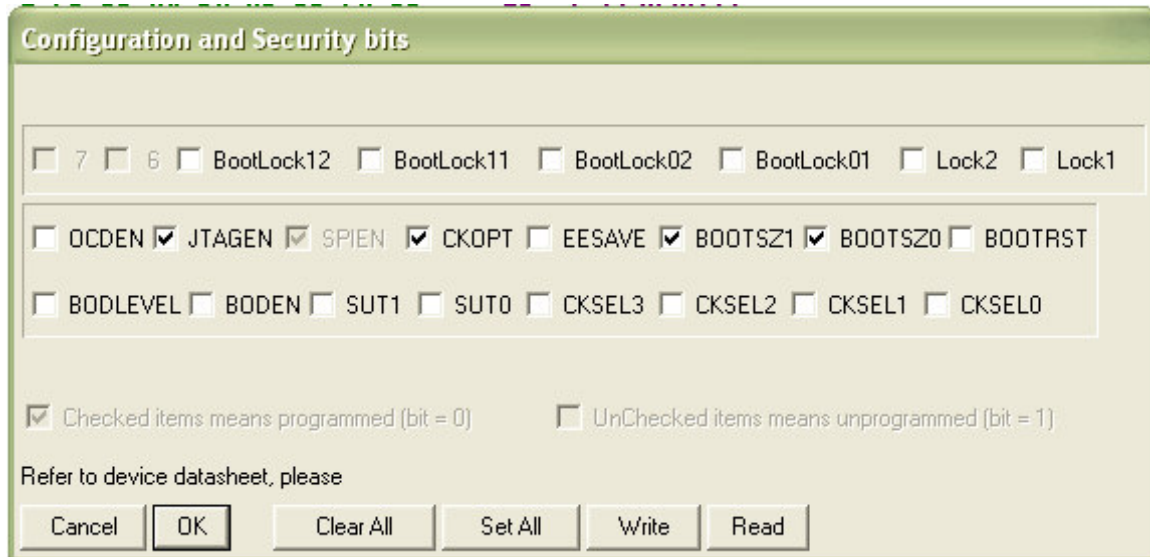 Configuration and Security bits
7 6 BootLock12 BootLock11 BootLock02 BootLock01 Lock2 Lock1
OCDEN JTAGEN SPIEN CKOPT EESAVE BOOTSZ1 BOOTSZ0 BOOTRST
BODLEVEL BODEN SUT1 SUT0 CKSEL3 CKSEL2 CKSEL1 CKSEL0
Checked items means programmed (bit = 0) UnChecked items means unprogrammed (bit = 1)
Refer to device datasheet, please
Cancel OK Clear All Set All Write Read